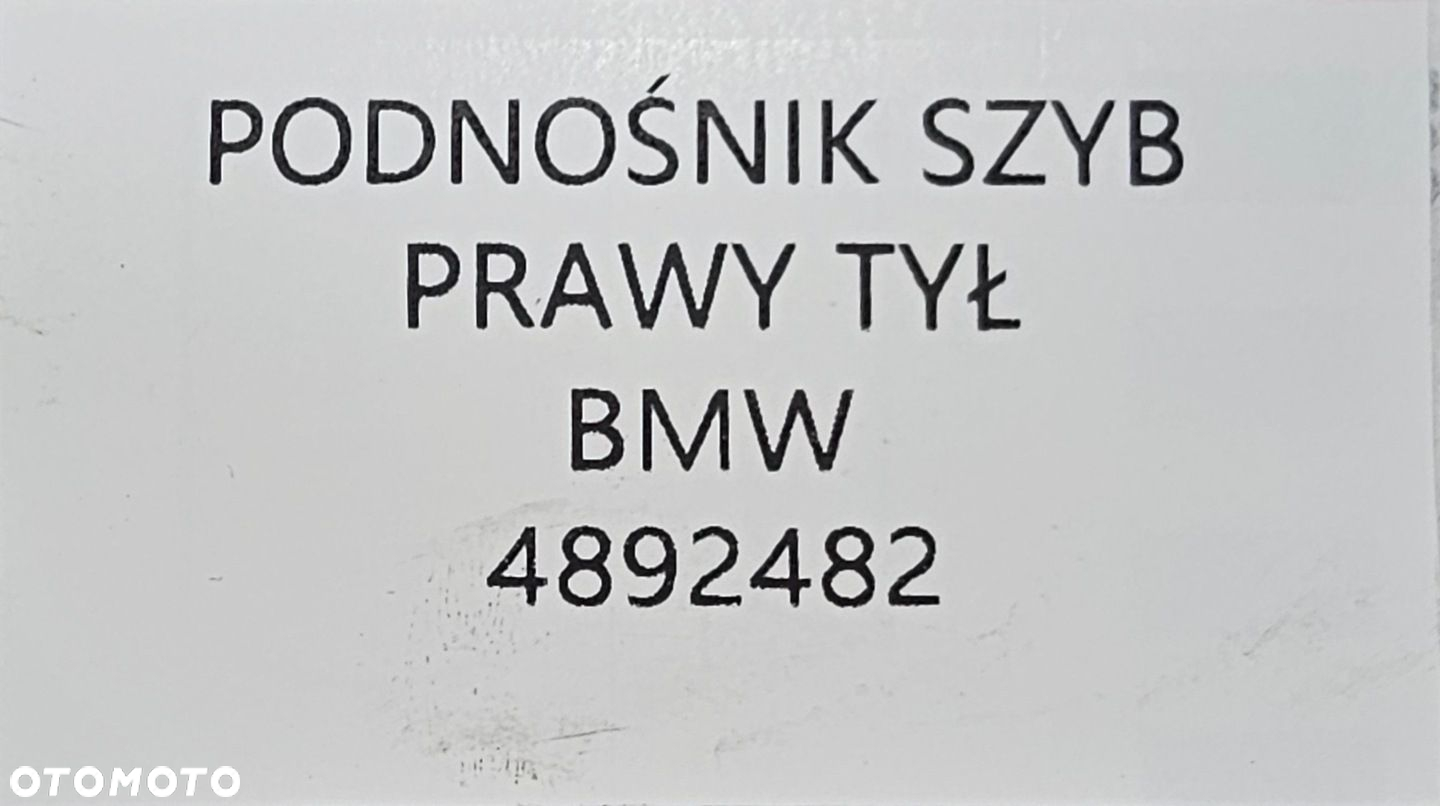 PODNOŚNIK SZYB
PRAWY TYŁ
BMW
4892482
OTOMOTO